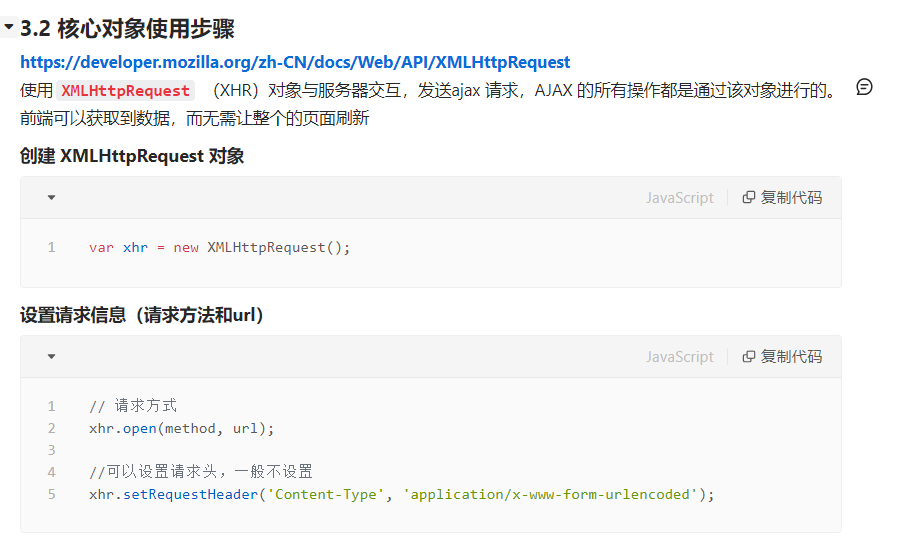 3.2 核心对象使用步骤
https://developer.mozilla.org/zh-CN/docs/Web/API/XMLHttpRequest
使用 XMLHttpRequest （XHR）对象与服务器交互，发送ajax 请求，AJAX 的所有操作都是通过该对象进行的。
前端可以获取到数据，而无需让整个的页面刷新
创建 XMLHttpRequest 对象
JavaScript 复制代码
1 var xhr = new XMLHttpRequest();
设置请求信息（请求方法和url）
JavaScript 复制代码
1 // 请求方式
2 xhr.open(method, url);
3
4 //可以设置请求头，一般不设置
5 xhr.setRequestHeader('Content-Type', 'application/x-www-form-urlencoded');